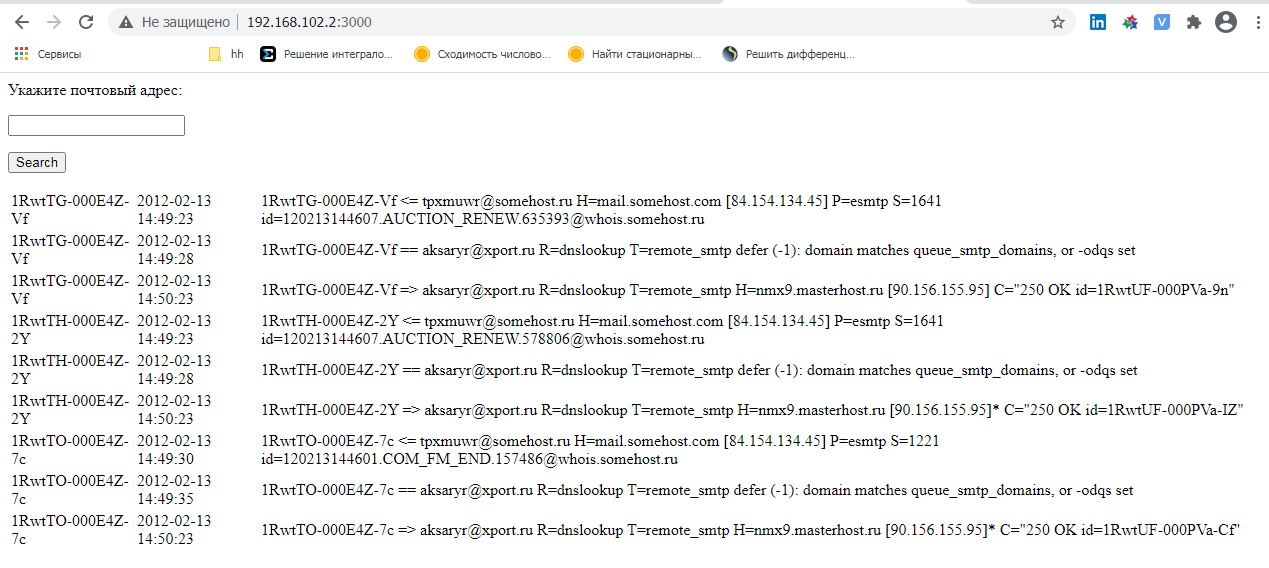 Не защищено 192.168.102.2:3000
Сервисы hh Решение интеграло... Сходимость числово... Найти стационарны... Решить дифференц...
Укажите почтовый адрес:
Search
1RwtTG-000E4Z-Vf 2012-02-13 14:49:23 1RwtTG-000E4Z-Vf <= tpxmuwr@somehost.ru H=mail.somehost.com [84.154.134.45] P=esmtp S=1641
id=120213144607.AUCTION_RENEW.635393@whois.somehost.ru
1RwtTG-000E4Z-Vf 2012-02-13 14:49:28 1RwtTG-000E4Z-Vf == aksaryr@xport.ru R=dnslookup T=remote_smtp defer (-1): domain matches queue_smtp_domains, or -odqs set
1RwtTG-000E4Z-Vf 2012-02-13 14:50:23 1RwtTG-000E4Z-Vf => aksaryr@xport.ru R=dnslookup T=remote_smtp H=nmx9.masterhost.ru [90.156.155.95] C="250 OK id=1RwtUF-000PVa-9n"
1RwtTH-000E4Z-2Y 2012-02-13 14:49:23 1RwtTH-000E4Z-2Y <= tpxmuwr@somehost.ru H=mail.somehost.com [84.154.134.45] P=esmtp S=1641
id=120213144607.AUCTION_RENEW.578806@whois.somehost.ru
1RwtTH-000E4Z-2Y 2012-02-13 14:49:28 1RwtTH-000E4Z-2Y == aksaryr@xport.ru R=dnslookup T=remote_smtp defer (-1): domain matches queue_smtp_domains, or -odqs set
1RwtTH-000E4Z-2Y 2012-02-13 14:50:23 1RwtTH-000E4Z-2Y => aksaryr@xport.ru R=dnslookup T=remote_smtp H=nmx9.masterhost.ru [90.156.155.95]* C="250 OK id=1RwtUF-000PVa-IZ"
1RwtTO-000E4Z-7c 2012-02-13 14:49:30 1RwtTO-000E4Z-7c <= tpxmuwr@somehost.ru H=mail.somehost.com [84.154.134.45] P=esmtp S=1221
id=120213144601.COM_FM_END.157486@whois.somehost.ru
1RwtTO-000E4Z-7c 2012-02-13 14:49:35 1RwtTO-000E4Z-7c == aksaryr@xport.ru R=dnslookup T=remote_smtp defer (-1): domain matches queue_smtp_domains, or -odqs set
1RwtTO-000E4Z-7c 2012-02-13 14:50:23 1RwtTO-000E4Z-7c => aksaryr@xport.ru R=dnslookup T=remote_smtp H=nmx9.masterhost.ru [90.156.155.95]* C="250 OK id=1RwtUF-000PVa-Cf"